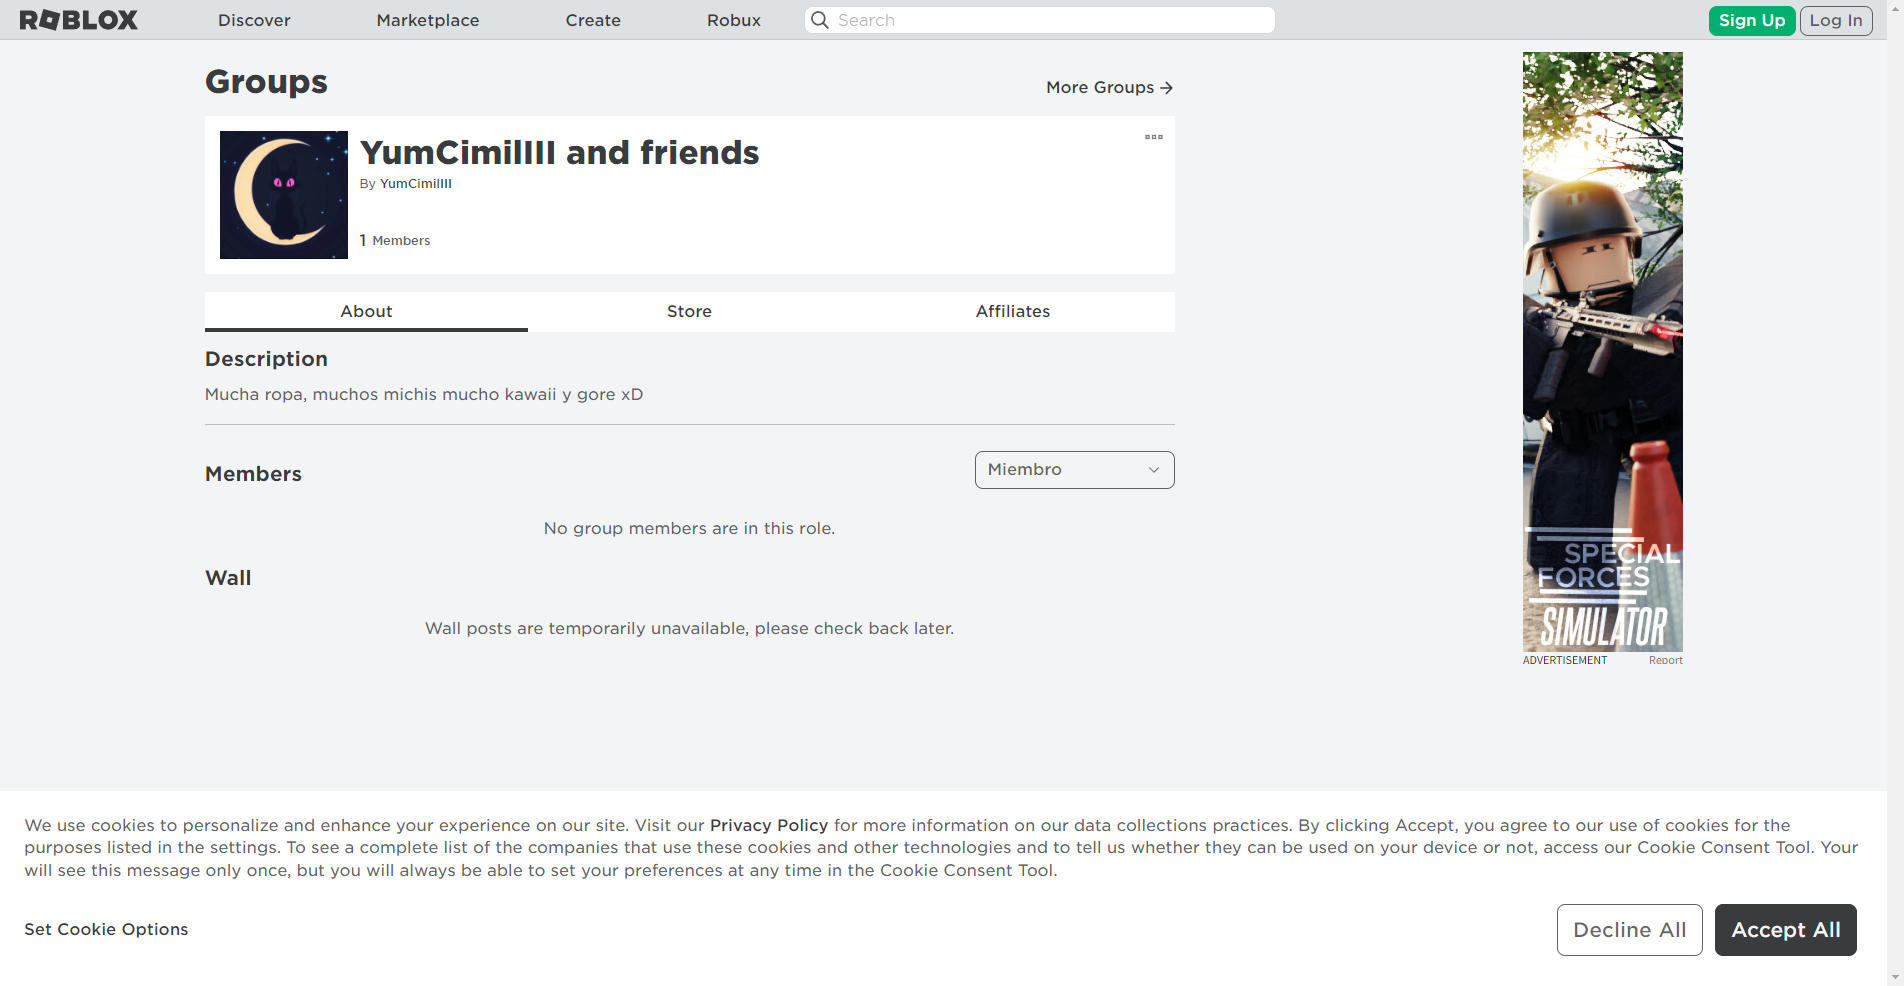 ROBLOX
Discover
Marketplace
Create
Robux
Search
Sign Up
Log In
Groups
More Groups →
YumCimilIII and friends
By YumCimilIII
1 Members
About
Store
Affiliates
Description
Mucha ropa, muchos michis mucho kawaii y gore xD
Members
Miembro
No group members are in this role.
Wall
Wall posts are temporarily unavailable, please check back later.
SPECIAL
FORCES
SIMULATOR
ADVERTISEMENT
Report
We use cookies to personalize and enhance your experience on our site. Visit our Privacy Policy for more information on our data collections practices. By clicking Accept, you agree to our use of cookies for the
purposes listed in the settings. To see a complete list of the companies that use these cookies and other technologies and to tell us whether they can be used on your device or not, access our Cookie Consent Tool. Your
will see this message only once, but you will always be able to set your preferences at any time in the Cookie Consent Tool.
Set Cookie Options
Decline All
Accept All